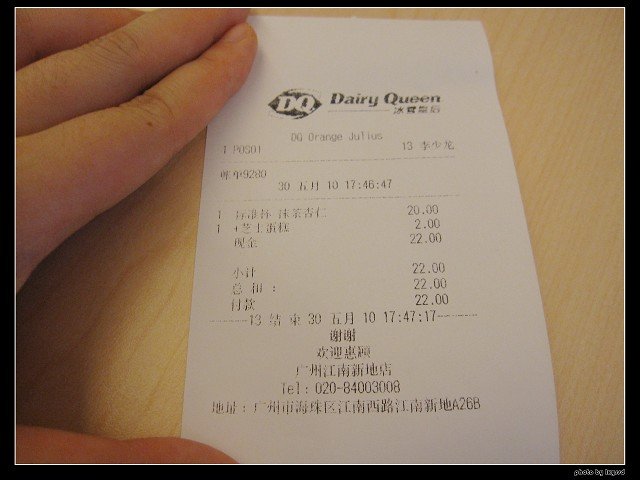 DQ Dairy Queen
冰雪皇后
DQ Orange Julius
1 POS01 13 李少龙
账单9280
30 五月 10 17:46:47
1 标准杯 抹茶杏仁 20.00
1 +芝士蛋糕 2.00
现金 22.00
小计 22.00
总 额 : 22.00
付款 22.00
-------13 结 束 30 五月 10 17:47:17-------
谢谢
欢迎惠顾
广州江南新地店
Tel: 020-84003008
地址: 广州市海珠区江南西路江南新地A26B
photo by